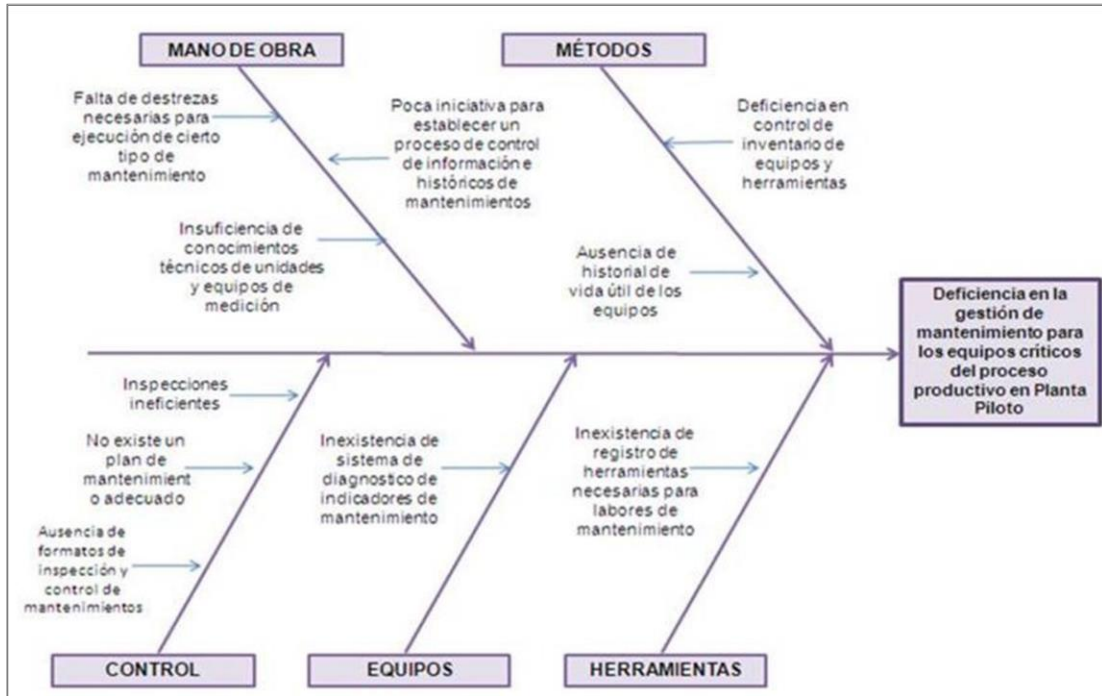 MANO DE OBRA
MÉTODOS
Falta de destrezas
necesarias para
ejecución de cierto
tipo de
mantenimiento
Poca iniciativa para
establecer un
proceso de control
de información e
históricos de
mantenimientos
Deficiencia en
control de
inventario de
equipos y
herramientas
Insuficiencia de
conocimientos
técnicos de unidades
y equipos de
medición
Ausencia de
historial de
vida útil de los
equipos
Deficiencia en la
gestión de
mantenimiento para
los equipos críticos
del proceso
productivo en Planta
Piloto
Inspecciones
ineficientes
No existe un
plan de
mantenimient
o adecuado
Ausencia de
formatos de
inspección y
control de
mantenimientos
Inexistencia de
sistema de
diagnostico de
indicadores de
mantenimiento
Inexistencia de
registro de
herramientas
necesarias para
labores de
mantenimiento
CONTROL
EQUIPOS
HERRAMIENTAS